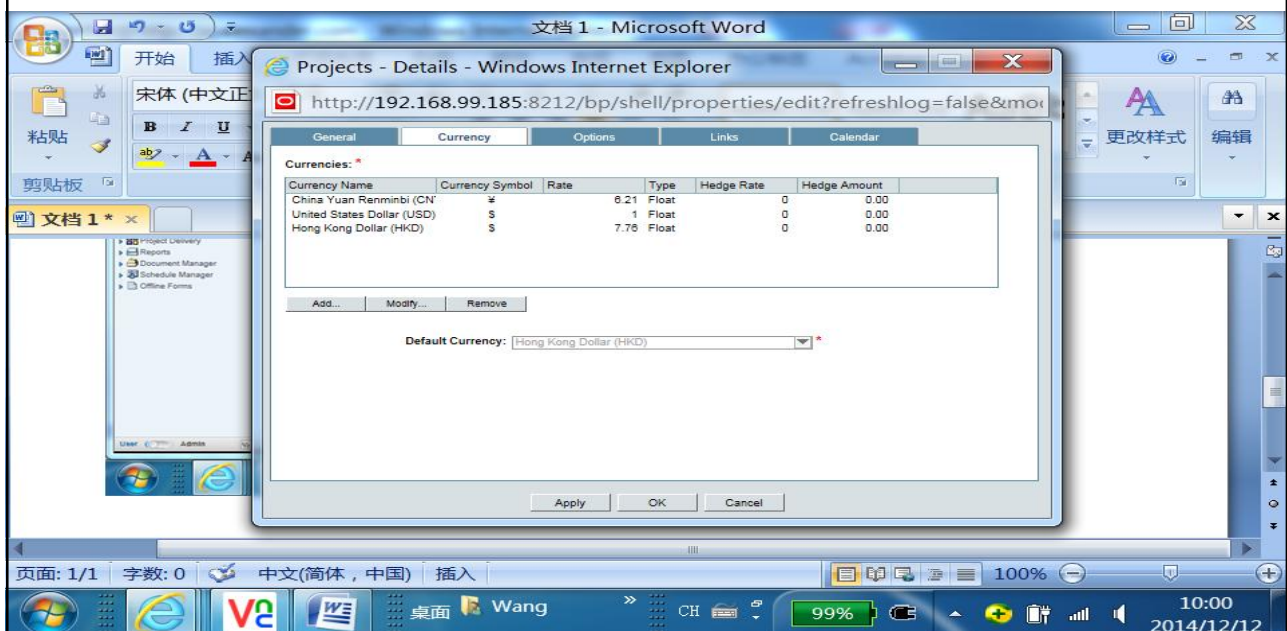 文档 1 - Microsoft Word
开始 插入
Projects - Details - Windows Internet Explorer
宋体 (中文正
http://192.168.99.185:8212/bp/shell/properties/edit?refreshlog=false&mo
粘贴
B I U
更改样式 编辑
剪贴板
General Currency Options Links Calendar
Currencies: *
Currency Name Currency Symbol Rate Type Hedge Rate Hedge Amount
China Yuan Renminbi (CN ¥ 6.21 Float 0 0.00
United States Dollar (USD) $ 1 Float 0 0.00
Hong Kong Dollar (HKD) $ 7.76 Float 0 0.00
文档 1 *
Project Delivery
Reports
Document Manager
Schedule Manager
Offline Forms
Add... Modify... Remove
Default Currency: Hong Kong Dollar (HKD) *
User Admin
Apply OK Cancel
页面: 1/1 字数: 0 中文(简体，中国) 插入 100%
桌面 Wang » CH 99% 10:00
2014/12/12